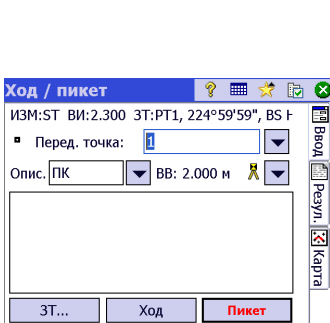 Ход / пикет
ИЗМ:ST ВИ:2.300 ЗТ:PT1, 224°59'59", BS H
Перед. точка: 1
Опис. ПК ВВ: 2.000 м
Ввод
Резул.
Карта
ЗТ... Ход Пикет